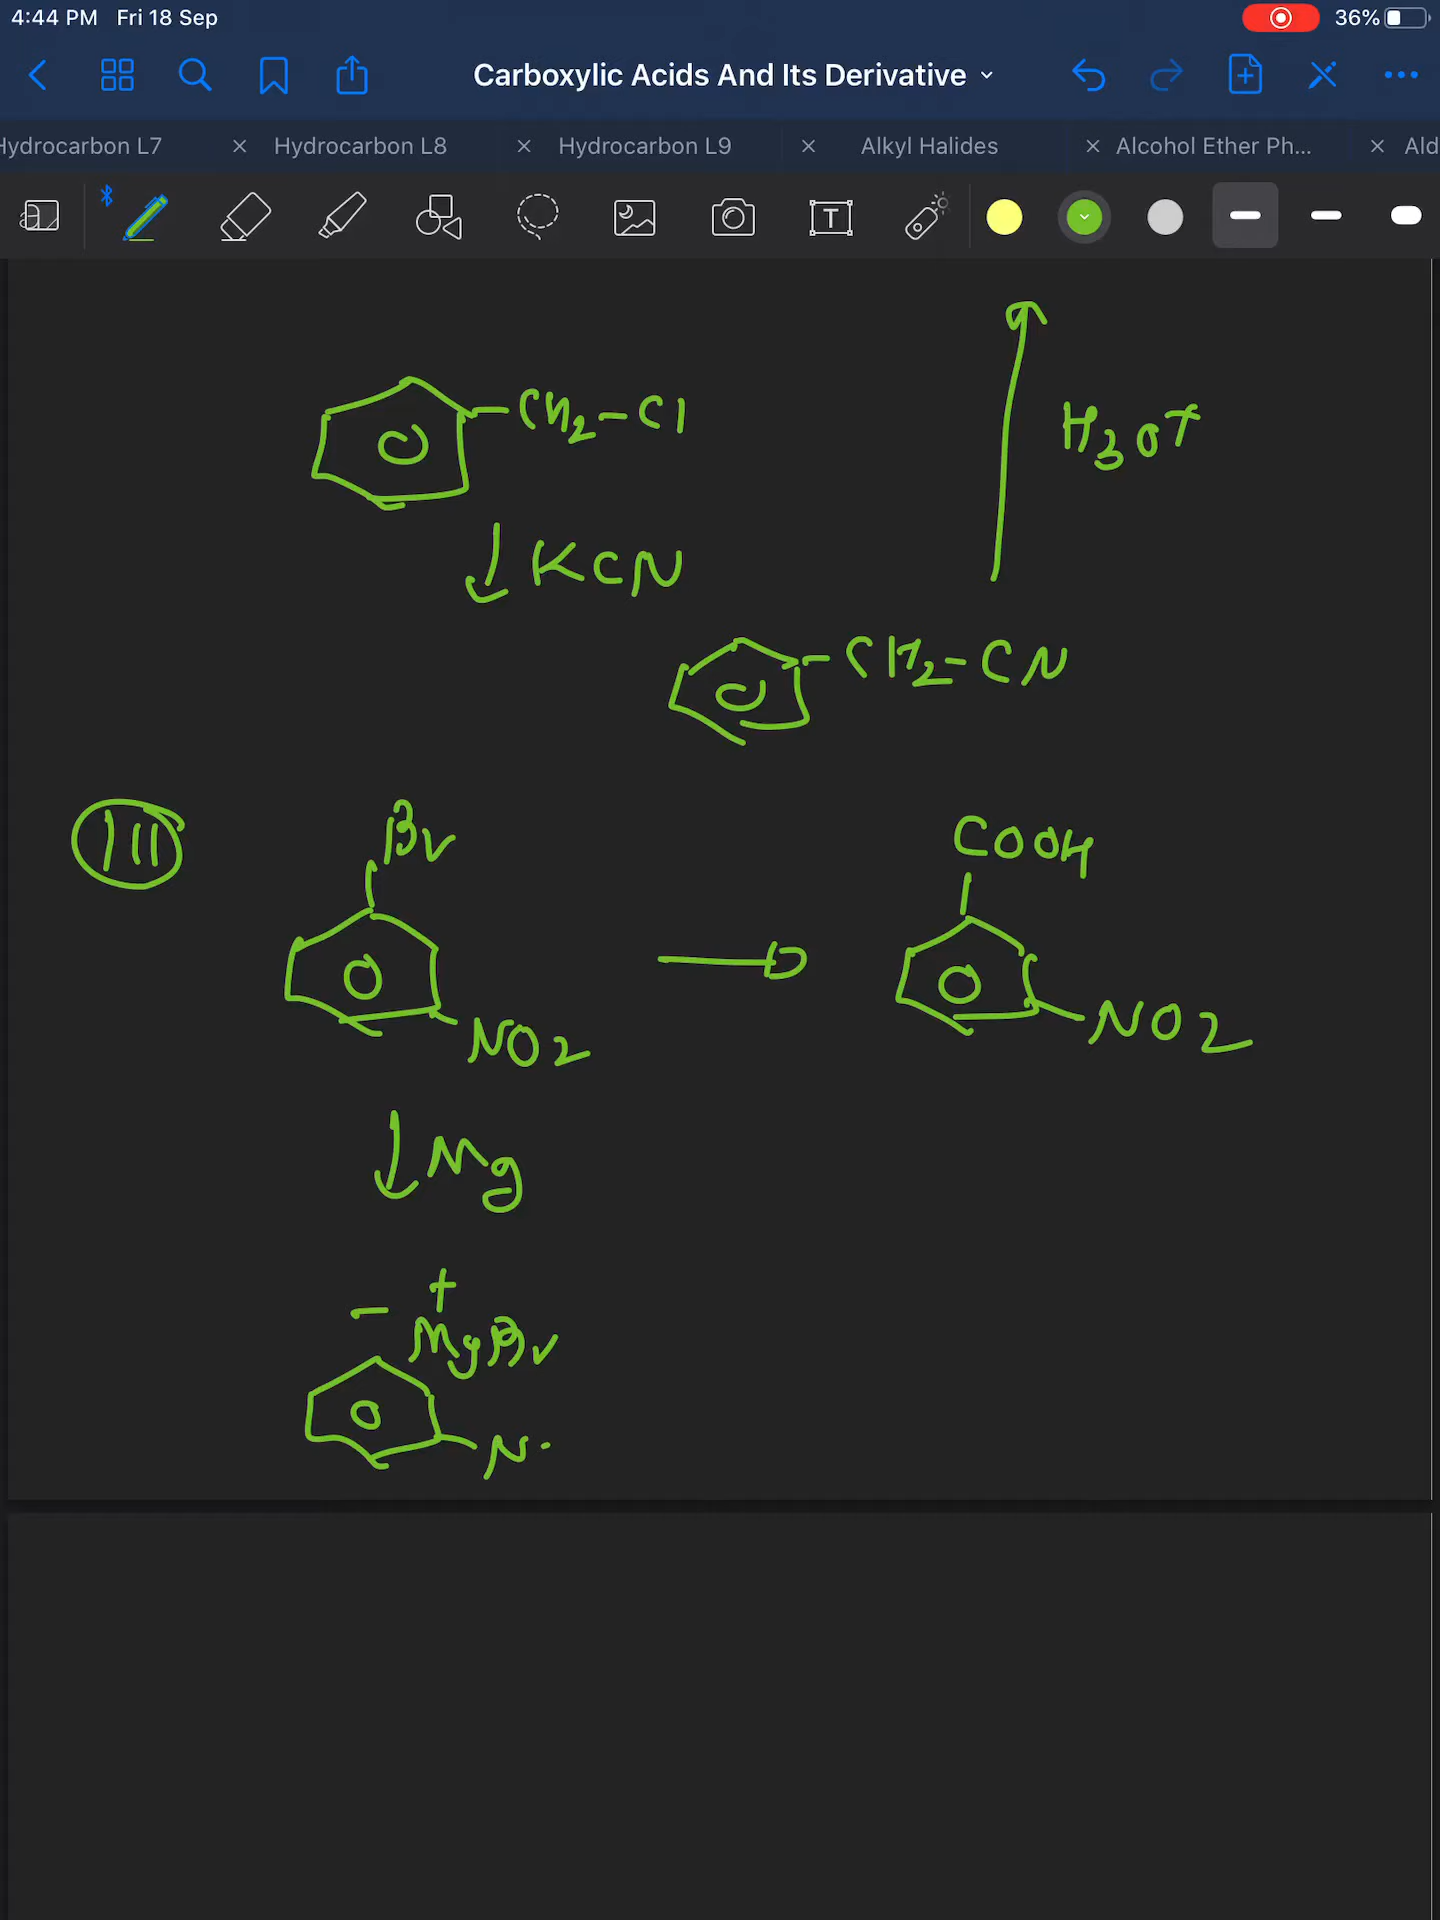 4:44 PM Fri 18 Sep 36%
Carboxylic Acids And Its Derivative
Hydrocarbon L7 Hydrocarbon L8 Hydrocarbon L9 Alkyl Halides Alcohol Ether Ph... Ald
T
CH2-Cl
H3O+
KCN
CH2-CN
III
Br
COOH
NO2
NO2
Mg
- +
MgBr
N